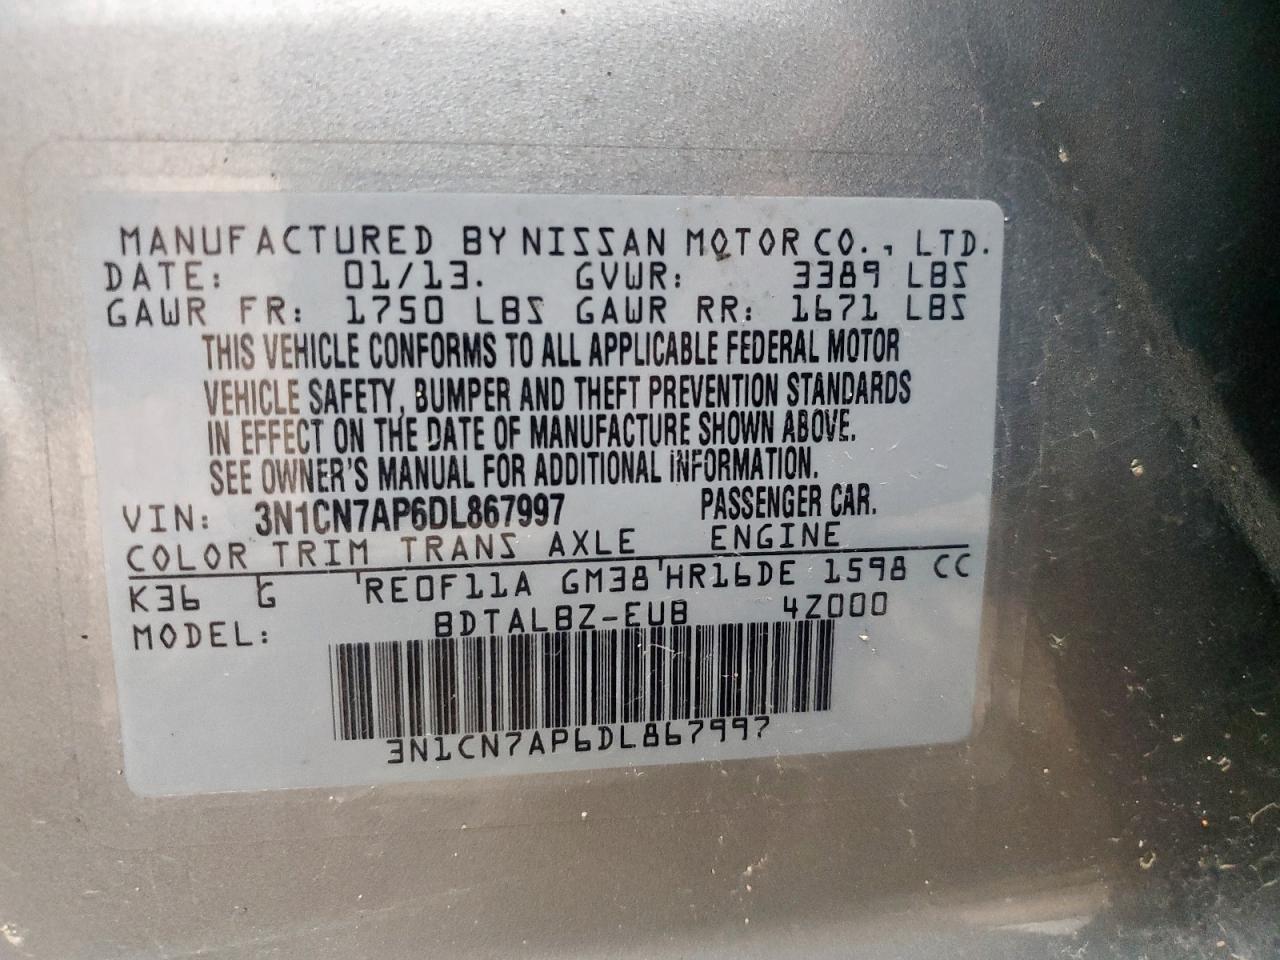 MANUFACTURED BY NISSAN MOTOR CO., LTD.
DATE: 01/13. GVWR: 3389 LBS
GAWR FR: 1750 LBS GAWR RR: 1671 LBS
THIS VEHICLE CONFORMS TO ALL APPLICABLE FEDERAL MOTOR
VEHICLE SAFETY, BUMPER AND THEFT PREVENTION STANDARDS
IN EFFECT ON THE DATE OF MANUFACTURE SHOWN ABOVE.
SEE OWNER'S MANUAL FOR ADDITIONAL INFORMATION.
VIN: 3N1CN7AP6DL867997 PASSENGER CAR.
COLOR TRIM TRANS AXLE ENGINE
K36 G RE0F11A GM38 HR16DE 1598 CC
MODEL: BDTALBZ-EUB 4Z000
3N1CN7AP6DL867997